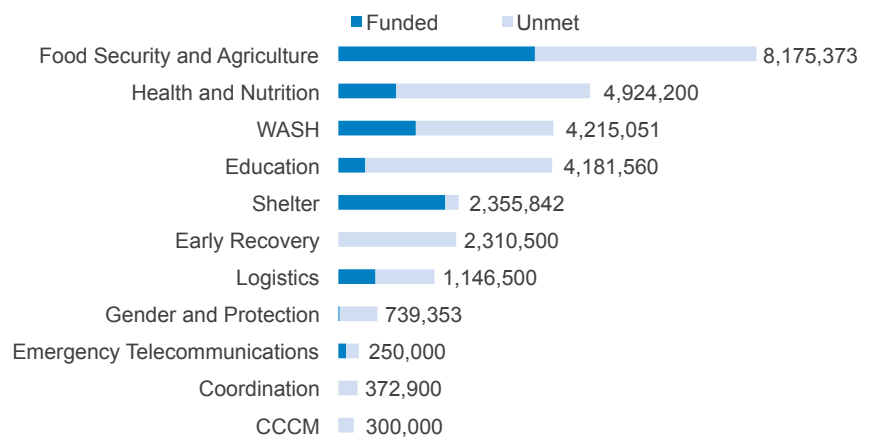 Funded Unmet
Food Security and Agriculture 8,175,373
Health and Nutrition 4,924,200
WASH 4,215,051
Education 4,181,560
Shelter 2,355,842
Early Recovery 2,310,500
Logistics 1,146,500
Gender and Protection 739,353
Emergency Telecommunications 250,000
Coordination 372,900
CCCM 300,000